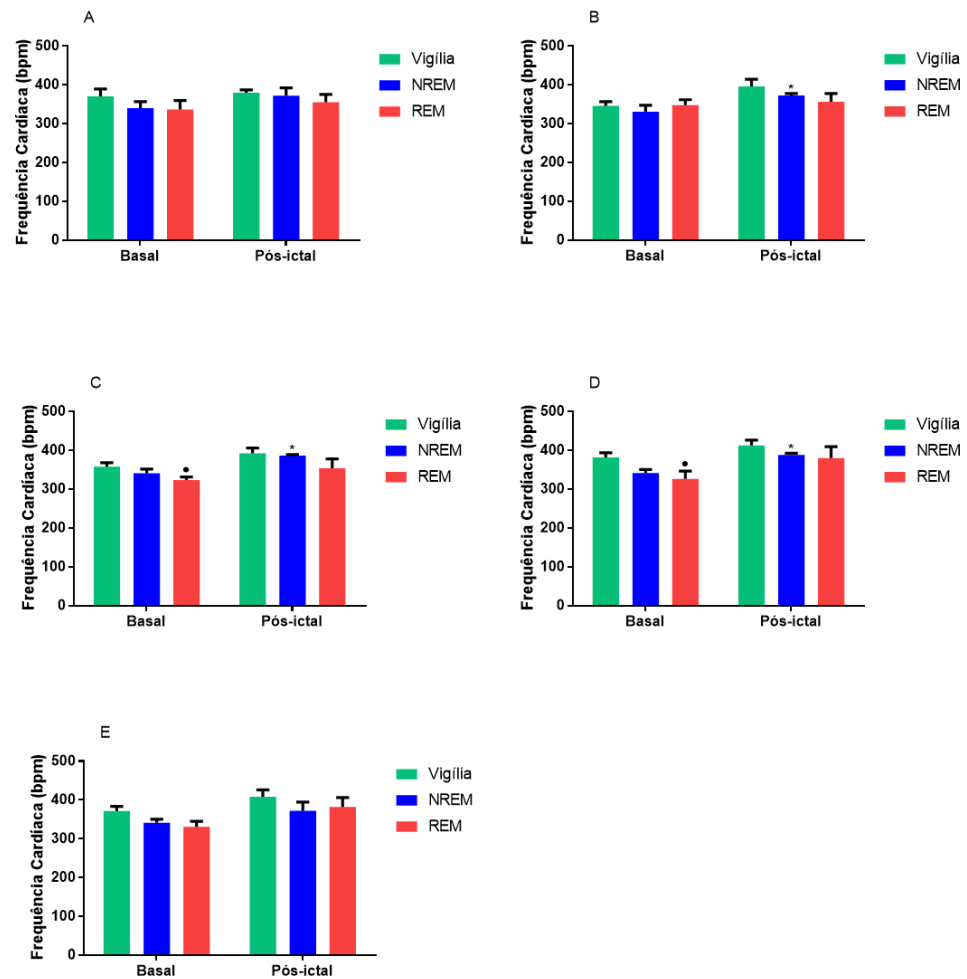 A
Frequência Cardíaca (bpm)
500
400
300
200
100
0
Basal
Pós-ictal
Vigília
NREM
REM
B
Frequência Cardíaca (bpm)
500
400
300
200
100
0
*
Basal
Pós-ictal
Vigília
NREM
REM
C
Frequência Cardíaca (bpm)
500
400
300
200
100
0
•
*
Basal
Pós-ictal
Vigília
NREM
REM
D
Frequência Cardíaca (bpm)
500
400
300
200
100
0
•
*
Basal
Pós-ictal
Vigília
NREM
REM
E
Frequência Cardíaca (bpm)
500
400
300
200
100
0
Basal
Pós-ictal
Vigília
NREM
REM